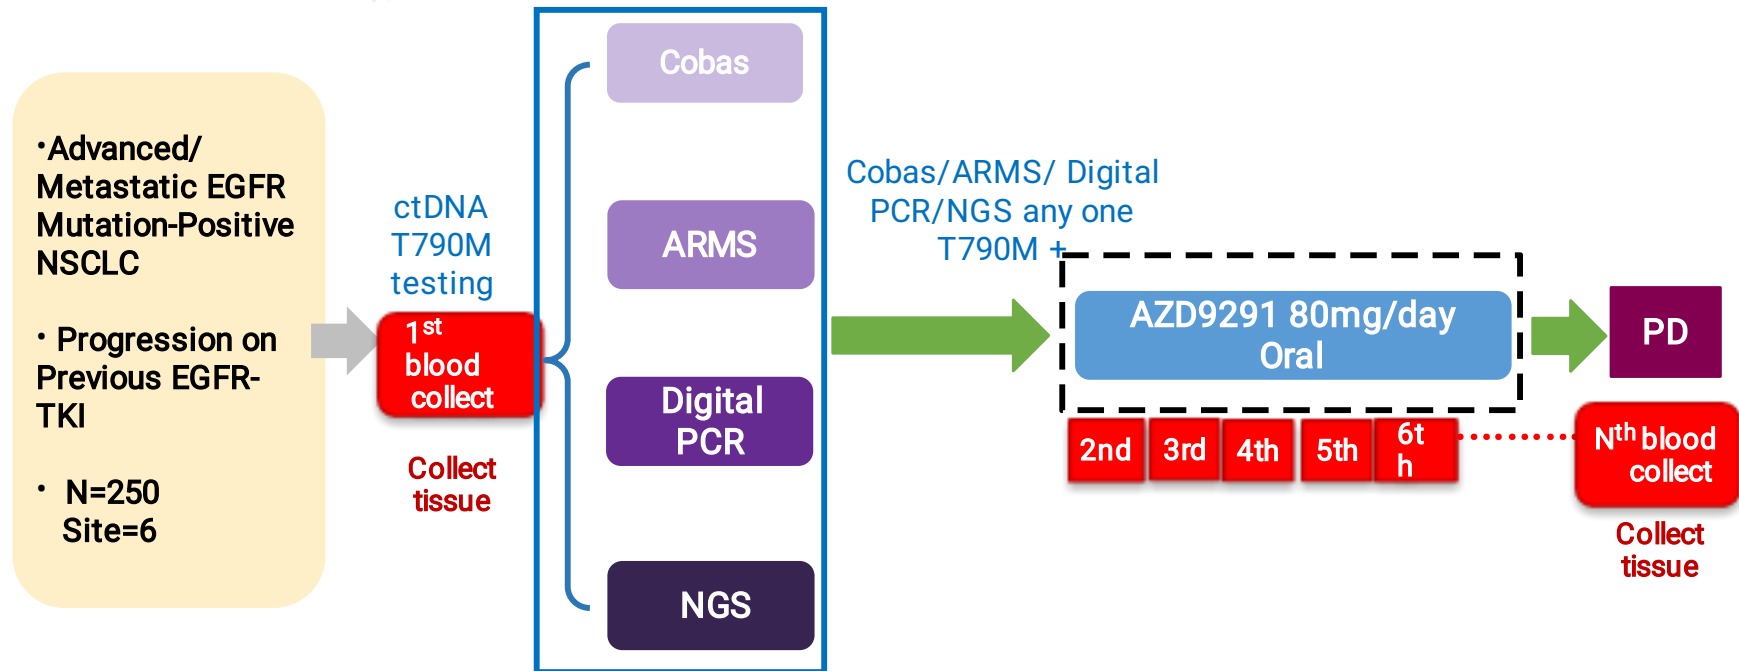 ·Advanced/
Metastatic EGFR
Mutation-Positive
NSCLC
· Progression on
Previous EGFR-
TKI
· N=250
Site=6
ctDNA
T790M
testing
1st
blood
collect
Collect
tissue
Cobas
ARMS
Digital
PCR
NGS
Cobas/ARMS/ Digital
PCR/NGS any one
T790M +
AZD9291 80mg/day
Oral
2nd
3rd
4th
5th
6t
h
PD
Nth blood
collect
Collect
tissue